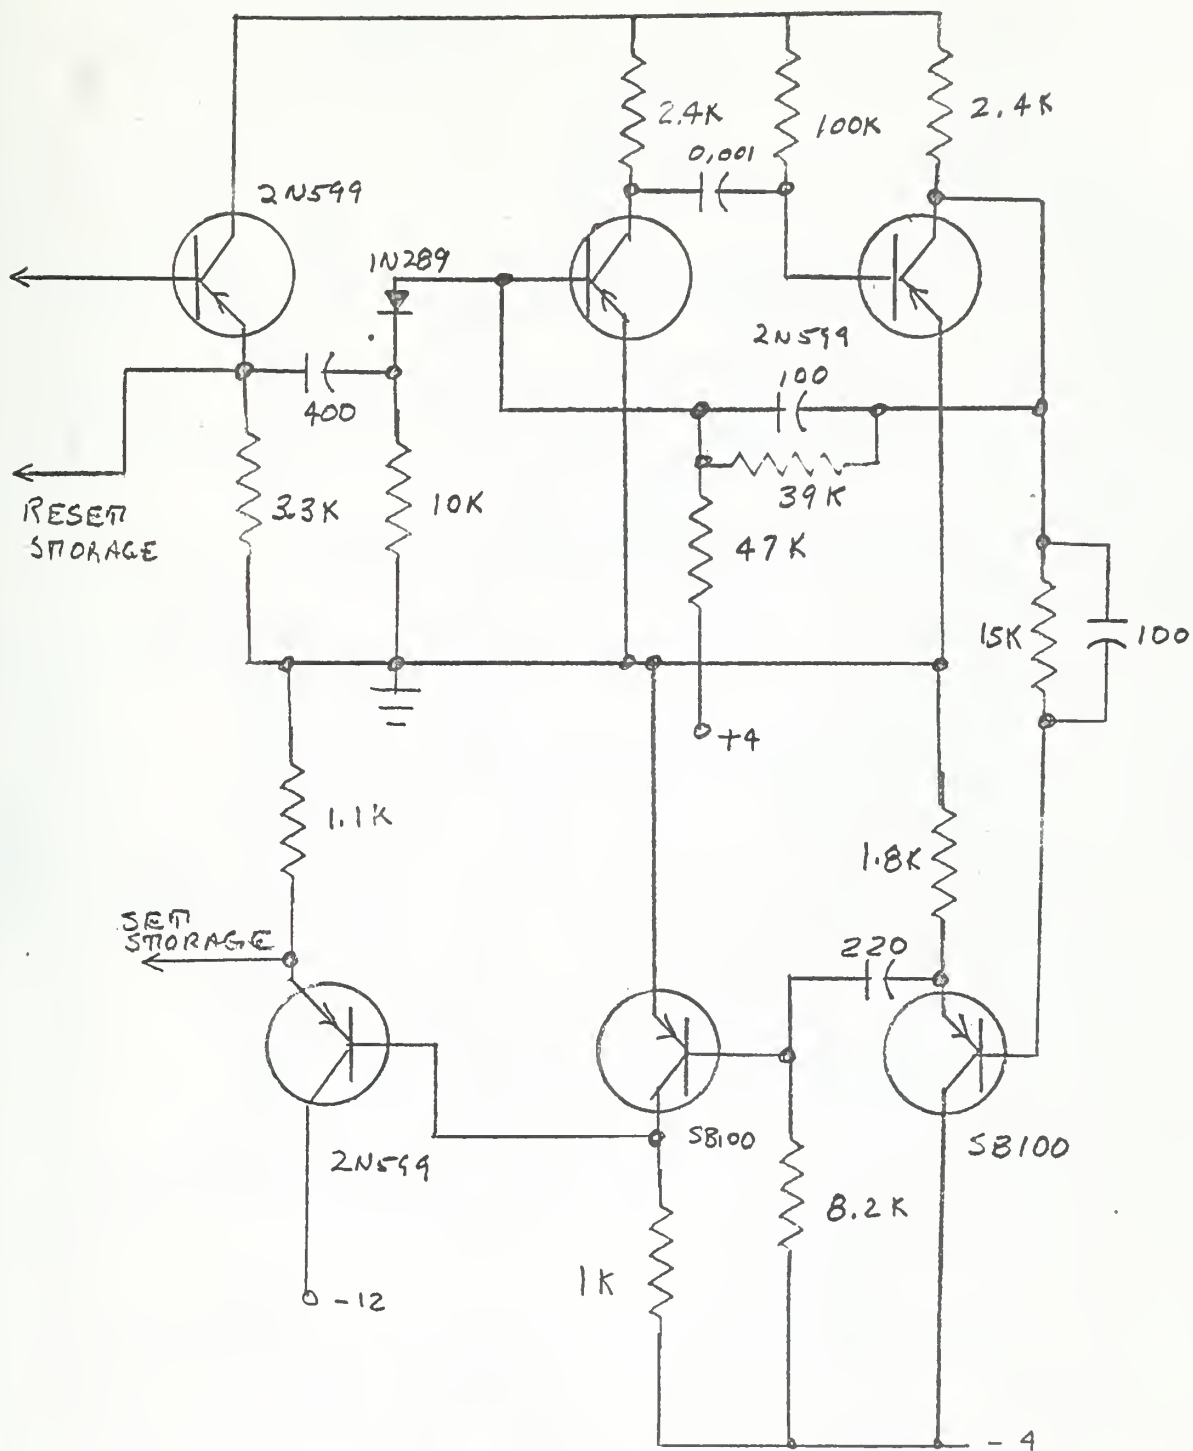 2.4K
100K
2.4K
0.001
2N599
1N289
2N599
100
400
39K
3.3K
10K
RESET
STORAGE
47K
15K
100
+4
1.1K
1.8K
SET
STORAGE
220
SB100
SB100
2N599
8.2K
1K
-12
-4